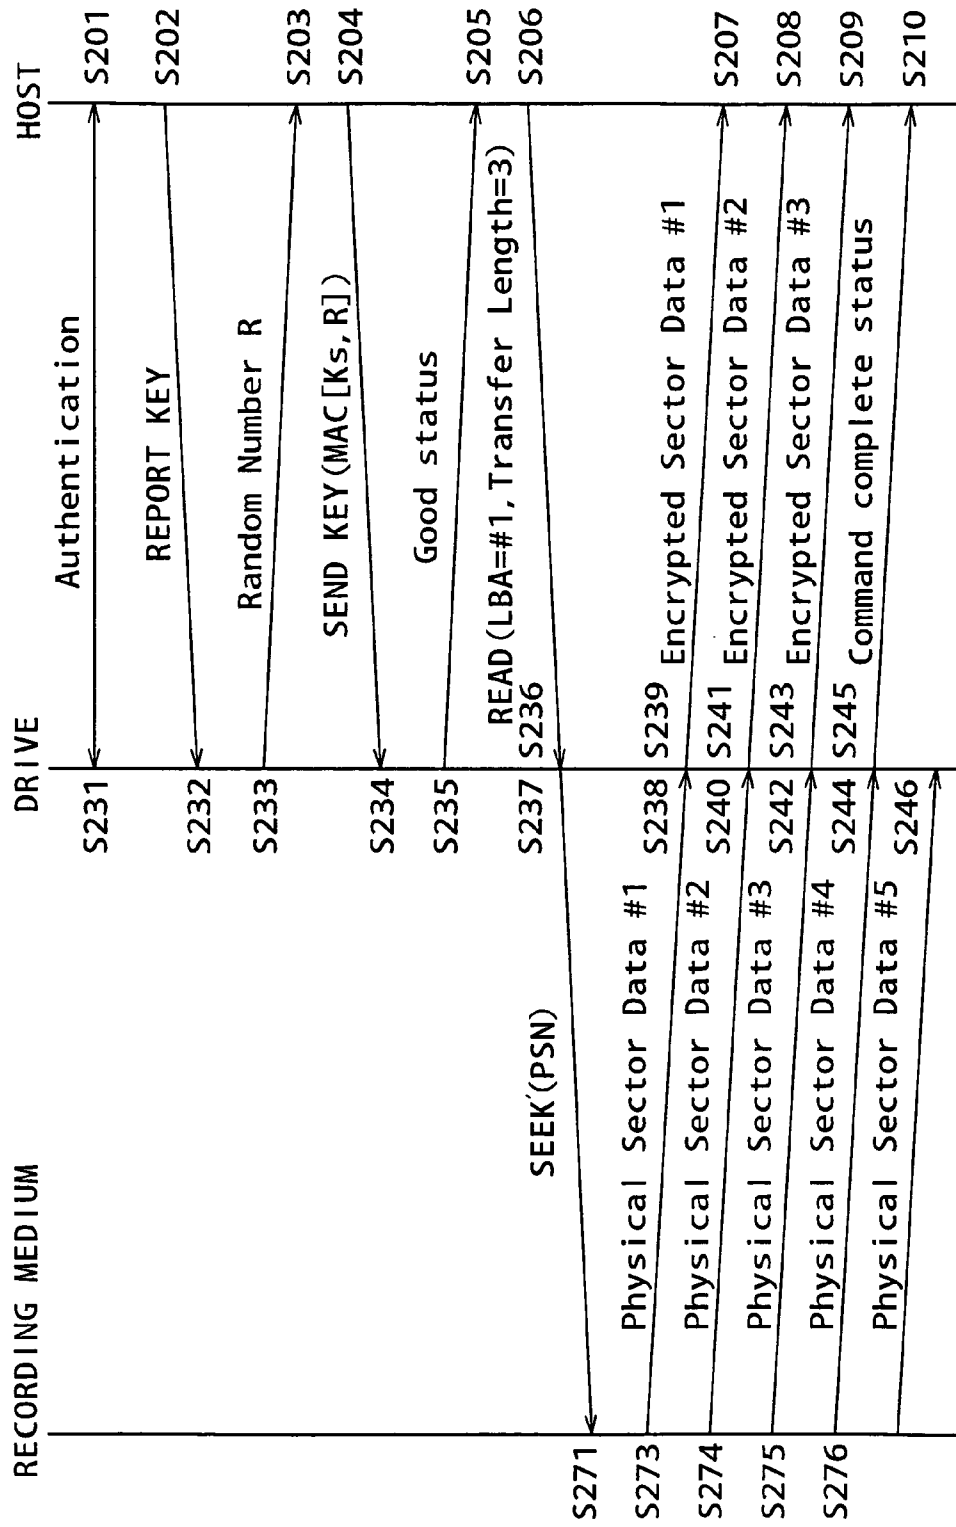 RECORDING MEDIUM
DRIVE
HOST
Authentication
S231
S201
REPORT KEY
S232
S202
Random Number R
S233
S203
SEND KEY(MAC[Ks,R])
S234
S204
Good status
S235
S205
READ(LBA=#1,Transfer Length=3)
S236
S206
S237
SEEK'(PSN)
S271
Physical Sector Data #1
S273
S238
S239
Encrypted Sector Data #1
S207
Physical Sector Data #2
S274
S240
S241
Encrypted Sector Data #2
S208
Physical Sector Data #3
S275
S242
S243
Encrypted Sector Data #3
S209
Physical Sector Data #4
S276
S244
S245
Command complete status
S210
Physical Sector Data #5
S246